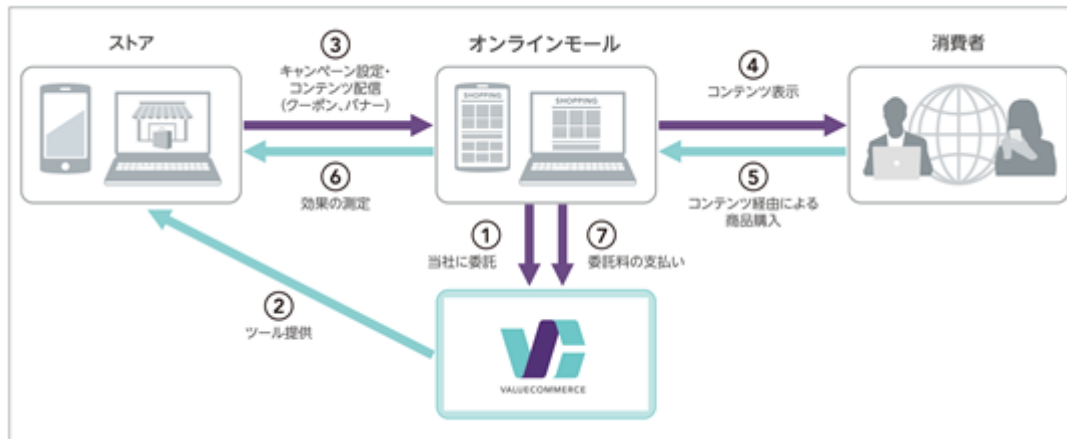 ストア
③
オンラインモール
消費者
キャンペーン設定・
コンテンツ配信
(クーポン、バナー)
④
コンテンツ表示
SHOPPING
SHOPPING
⑥
効果の測定
⑤
コンテンツ経由による
商品購入
①
当社に委託
⑦
委託料の支払い
②
ツール提供
VALUECOMMERCE